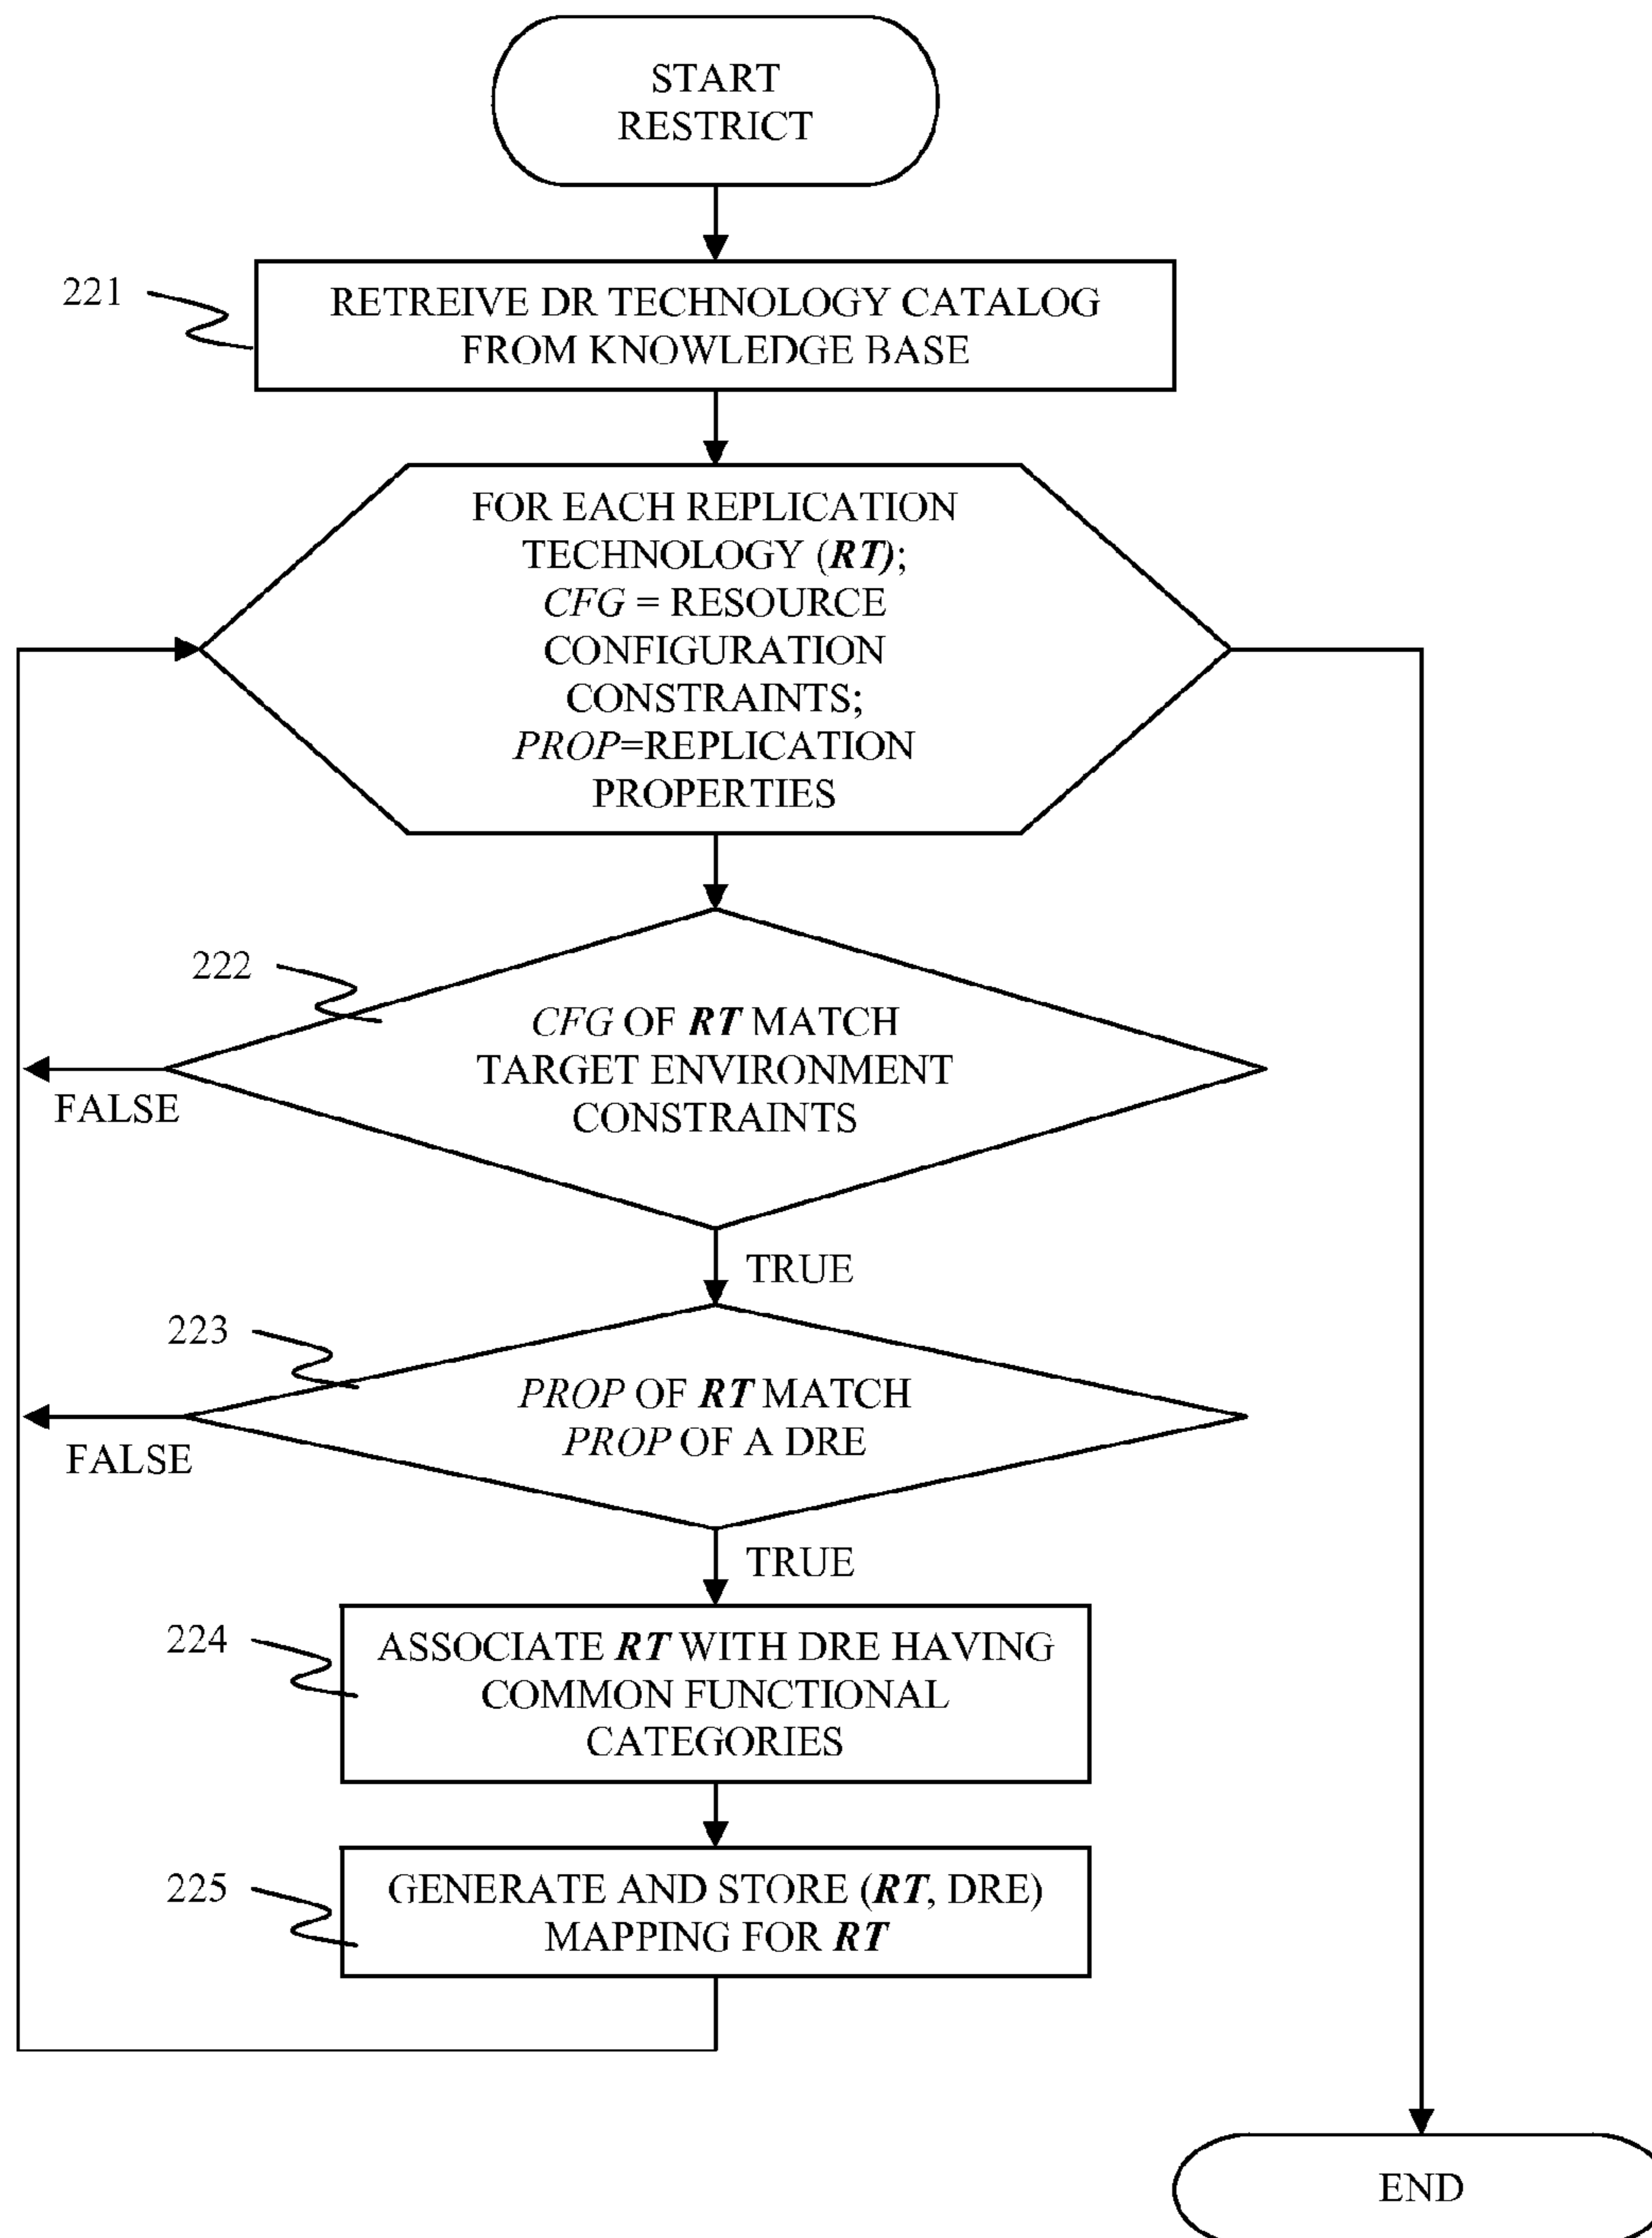 START
RESTRICT
221
RETREIVE DR TECHNOLOGY CATALOG
FROM KNOWLEDGE BASE
FOR EACH REPLICATION
TECHNOLOGY (RT);
CFG = RESOURCE
CONFIGURATION
CONSTRAINTS;
PROP=REPLICATION
PROPERTIES
222
CFG OF RT MATCH
TARGET ENVIRONMENT
CONSTRAINTS
FALSE
TRUE
223
PROP OF RT MATCH
PROP OF A DRE
FALSE
TRUE
224
ASSOCIATE RT WITH DRE HAVING
COMMON FUNCTIONAL
CATEGORIES
225
GENERATE AND STORE (RT, DRE)
MAPPING FOR RT
END